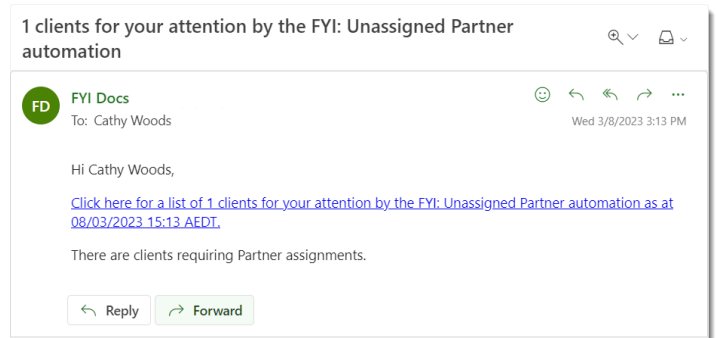 1 clients for your attention by the FYI: Unassigned Partner
automation
FD
FYI Docs
To: Cathy Woods
Wed 3/8/2023 3:13 PM
Hi Cathy Woods,
Click here for a list of 1 clients for your attention by the FYI: Unassigned Partner automation as at
08/03/2023 15:13 AEDT.
There are clients requiring Partner assignments.
Reply
Forward